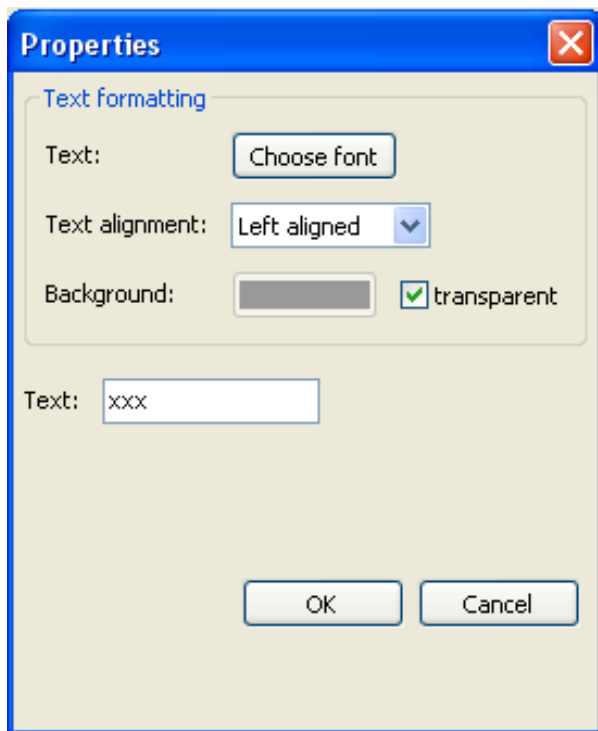 Properties
Text formatting
Text: Choose font
Text alignment: Left aligned
Background: transparent
Text: xxx
OK Cancel